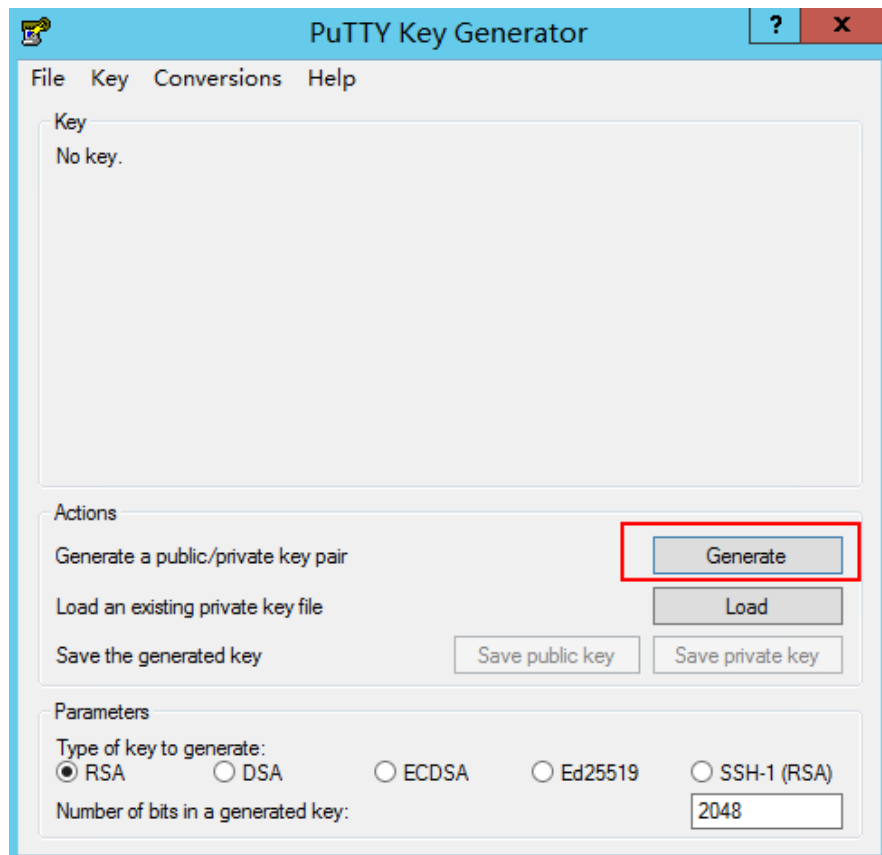 PuTTY Key Generator ? X
File Key Conversions Help
Key
No key.
Actions
Generate a public/private key pair Generate
Load an existing private key file Load
Save the generated key Save public key Save private key
Parameters
Type of key to generate:
RSA DSA ECDSA Ed25519 SSH-1 (RSA)
Number of bits in a generated key: 2048